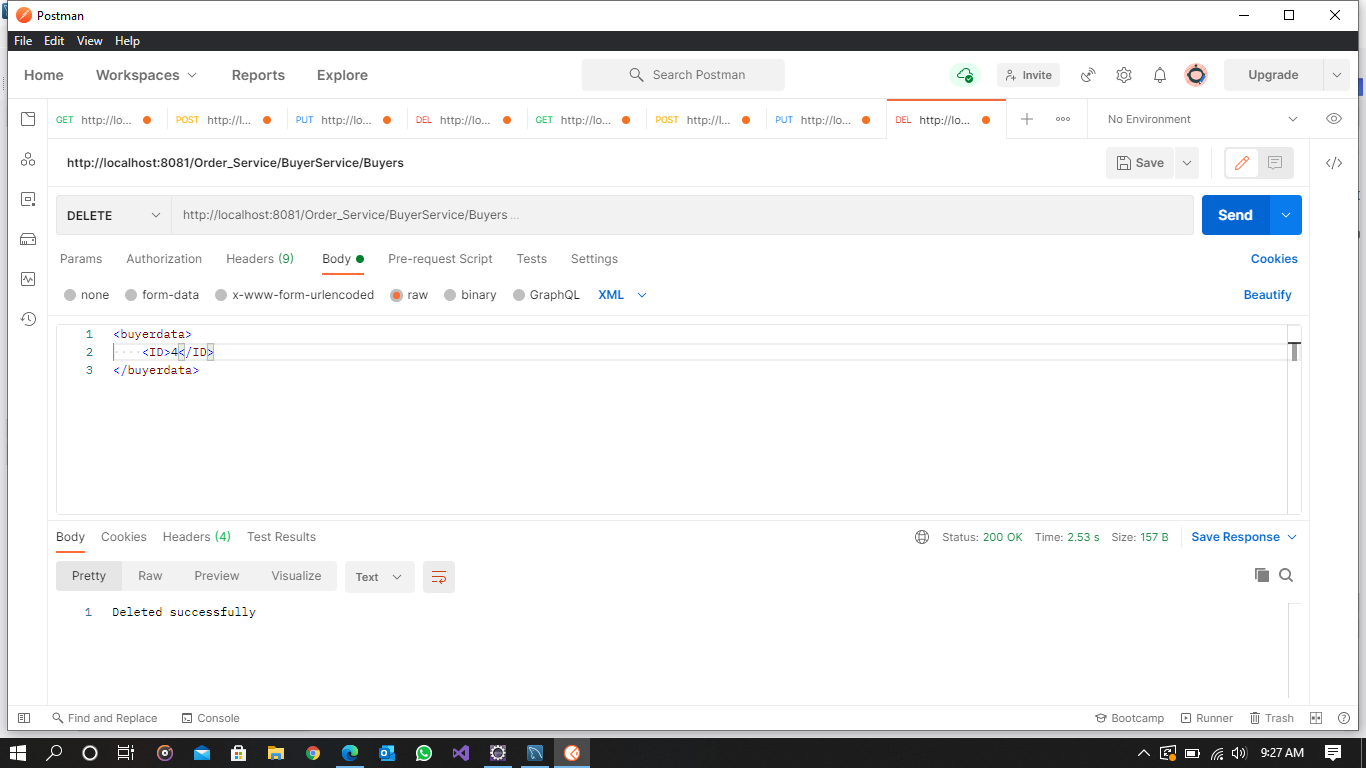 Postman
File Edit View Help
Home Workspaces Reports Explore Search Postman Invite Upgrade
GET http://lo... POST http://l... PUT http://lo... DEL http://lo... GET http://lo... POST http://l... PUT http://lo... DEL http://lo... No Environment
http://localhost:8081/Order_Service/BuyerService/Buyers Save
DELETE http://localhost:8081/Order_Service/BuyerService/Buyers ... Send
Params Authorization Headers (9) Body Pre-request Script Tests Settings Cookies
none form-data x-www-form-urlencoded raw binary GraphQL XML Beautify
1 <buyerdata>
2 ····<ID>4</ID>
3 </buyerdata>
Body Cookies Headers (4) Test Results Status: 200 OK Time: 2.53 s Size: 157 B Save Response
Pretty Raw Preview Visualize Text
1 Deleted successfully
Find and Replace Console Bootcamp Runner Trash
9:27 AM